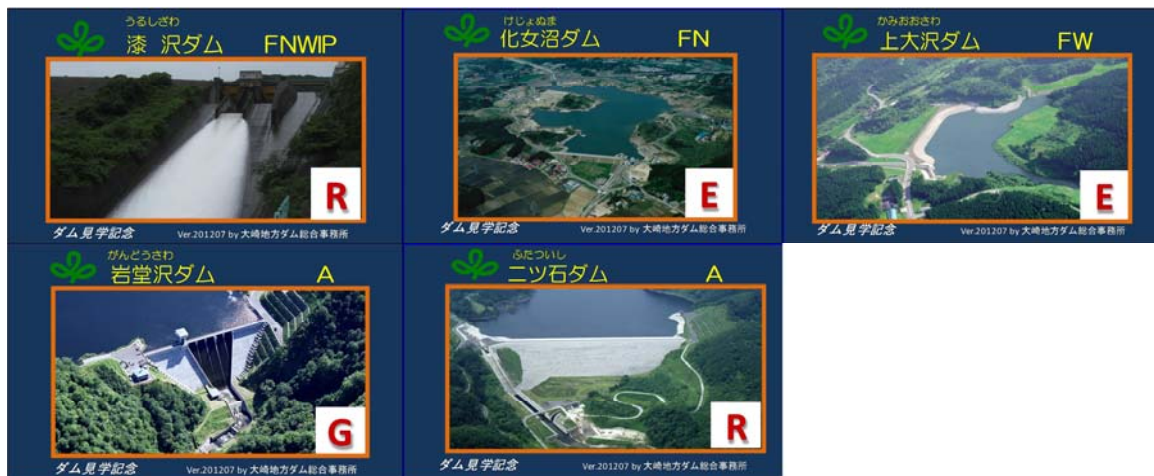 うるしざわ
漆 沢ダム FNWIP
R
ダム見学記念 Ver.201207 by 大崎地方ダム総合事務所
けじょぬま
化女沼ダム FN
E
ダム見学記念 Ver.201207 by 大崎地方ダム総合事務所
かみおおさわ
上大沢ダム FW
E
ダム見学記念 Ver.201207 by 大崎地方ダム総合事務所
がんどうさわ
岩堂沢ダム A
G
ダム見学記念 Ver.201207 by 大崎地方ダム総合事務所
ふたついし
二ツ石ダム A
R
ダム見学記念 Ver.201207 by 大崎地方ダム総合事務所